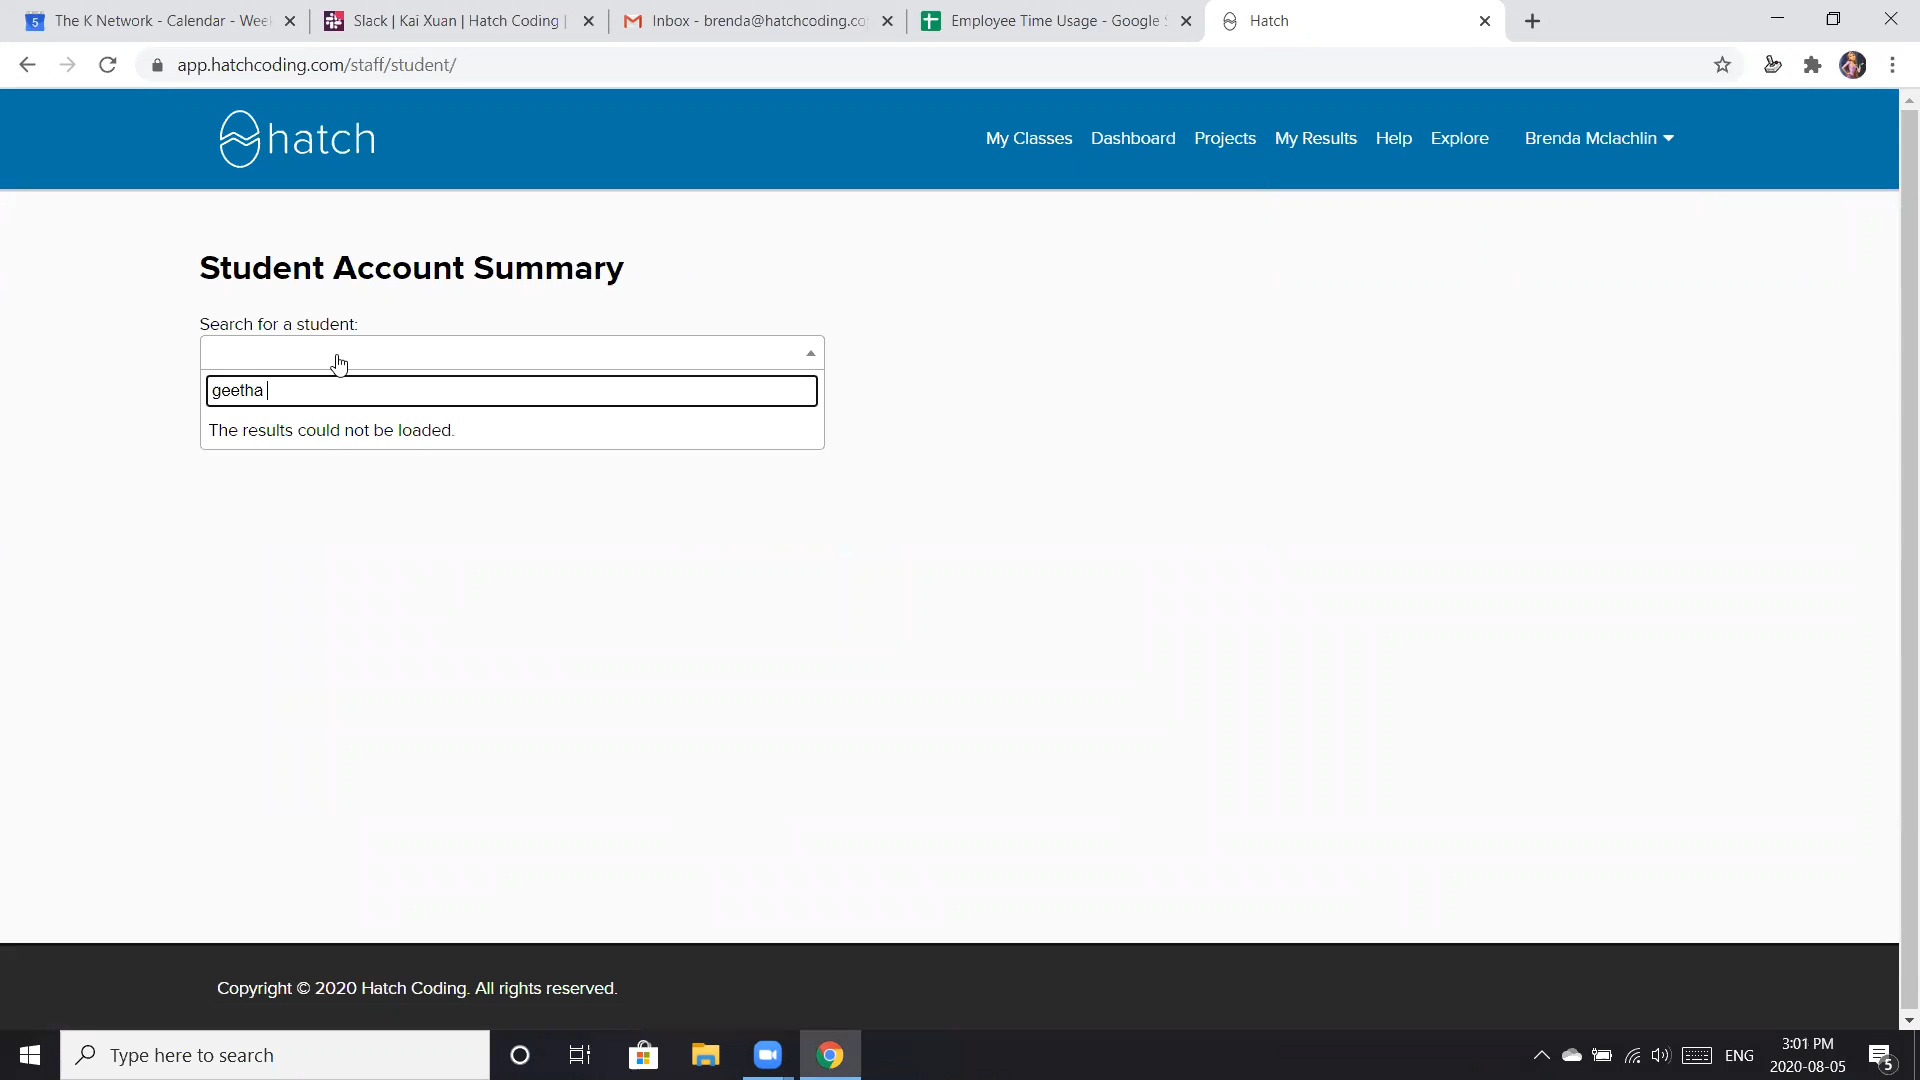 5 The K Network - Calendar - Wee
Slack | Kai Xuan | Hatch Coding |
Inbox - brenda@hatchcoding.co
Employee Time Usage - Google S
Hatch
app.hatchcoding.com/staff/student/
hatch
My Classes Dashboard Projects My Results Help Explore Brenda Mclachlin
Student Account Summary
Search for a student:
geetha
The results could not be loaded.
Copyright © 2020 Hatch Coding. All rights reserved.
Type here to search
ENG
3:01 PM
2020-08-05
5